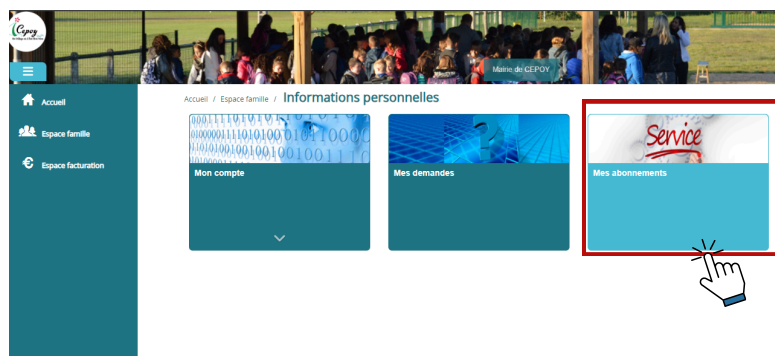 Cepoy
Mairie de CEPOY
Accueil
Espace famille
Espace facturation
Accueil / Espace famille / Informations personnelles
Mon compte
Mes demandes
Service
Mes abonnements